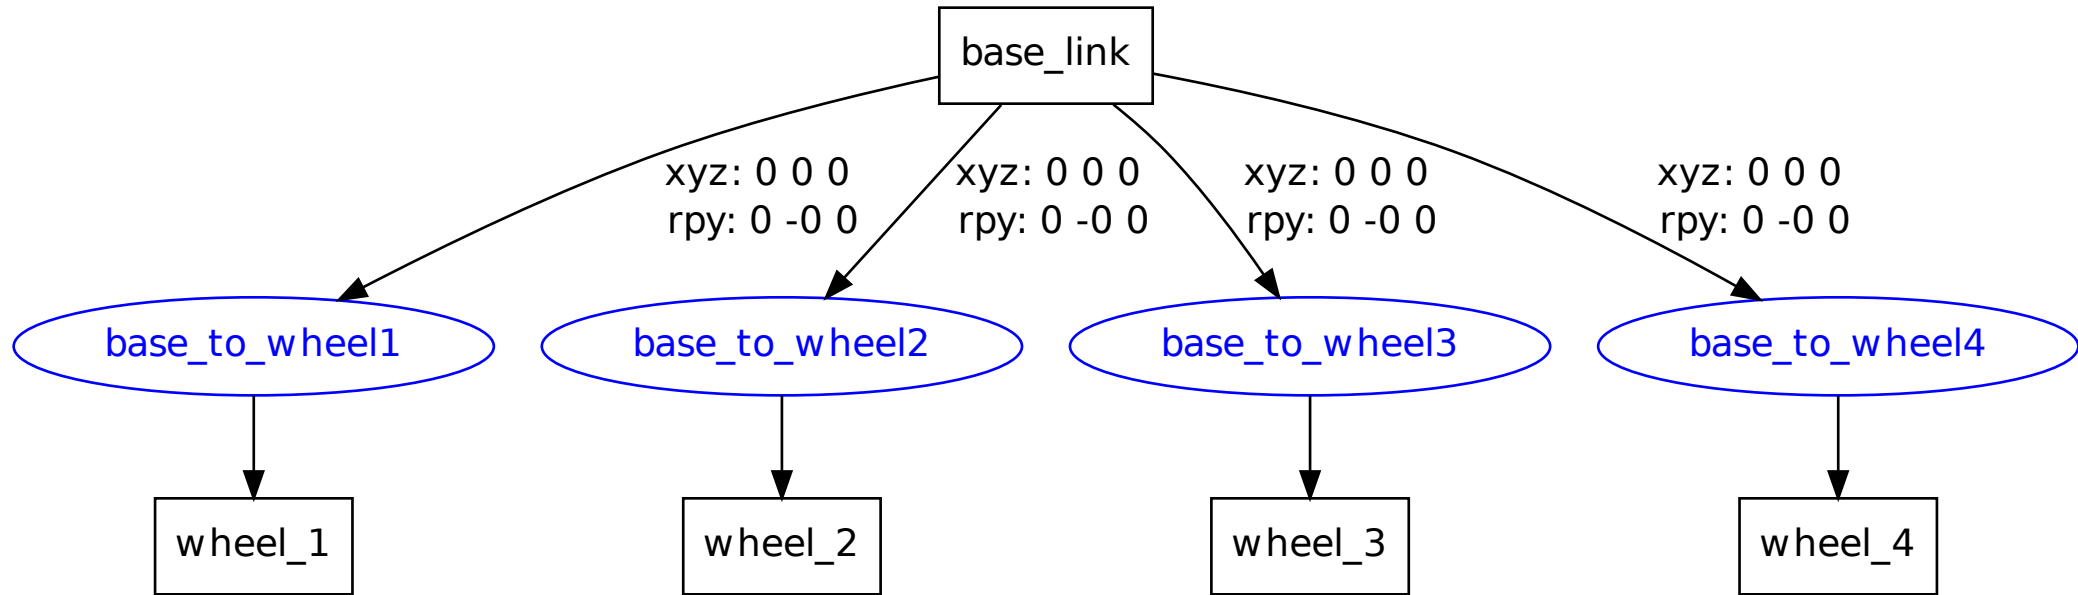 base_link
xyz: 0 0 0
rpy: 0 -0 0
xyz: 0 0 0
rpy: 0 -0 0
xyz: 0 0 0
rpy: 0 -0 0
xyz: 0 0 0
rpy: 0 -0 0
base_to_wheel1
base_to_wheel2
base_to_wheel3
base_to_wheel4
wheel_1
wheel_2
wheel_3
wheel_4